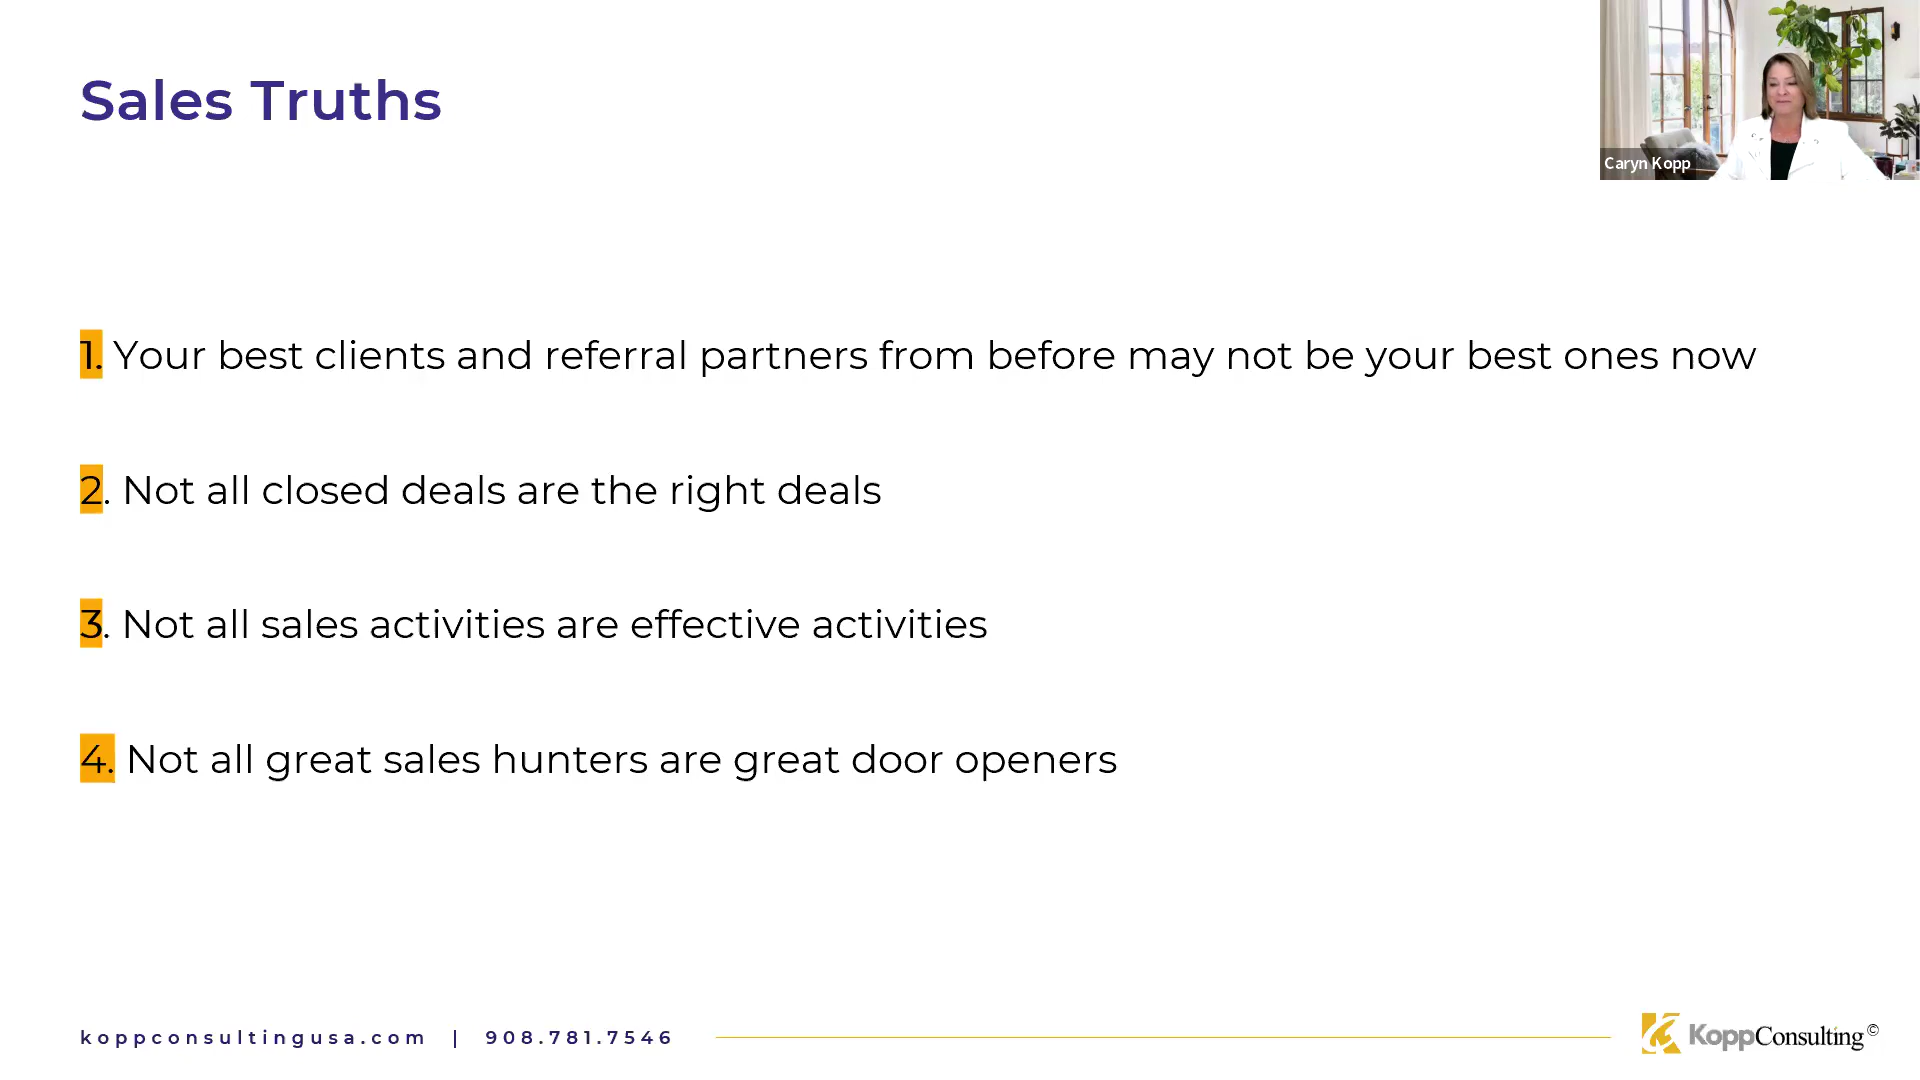 Sales Truths
Caryn Kopp
1. Your best clients and referral partners from before may not be your best ones now
2. Not all closed deals are the right deals
3. Not all sales activities are effective activities
4. Not all great sales hunters are great door openers
koppconsultingusa.com | 908.781.7546
KoppConsulting©